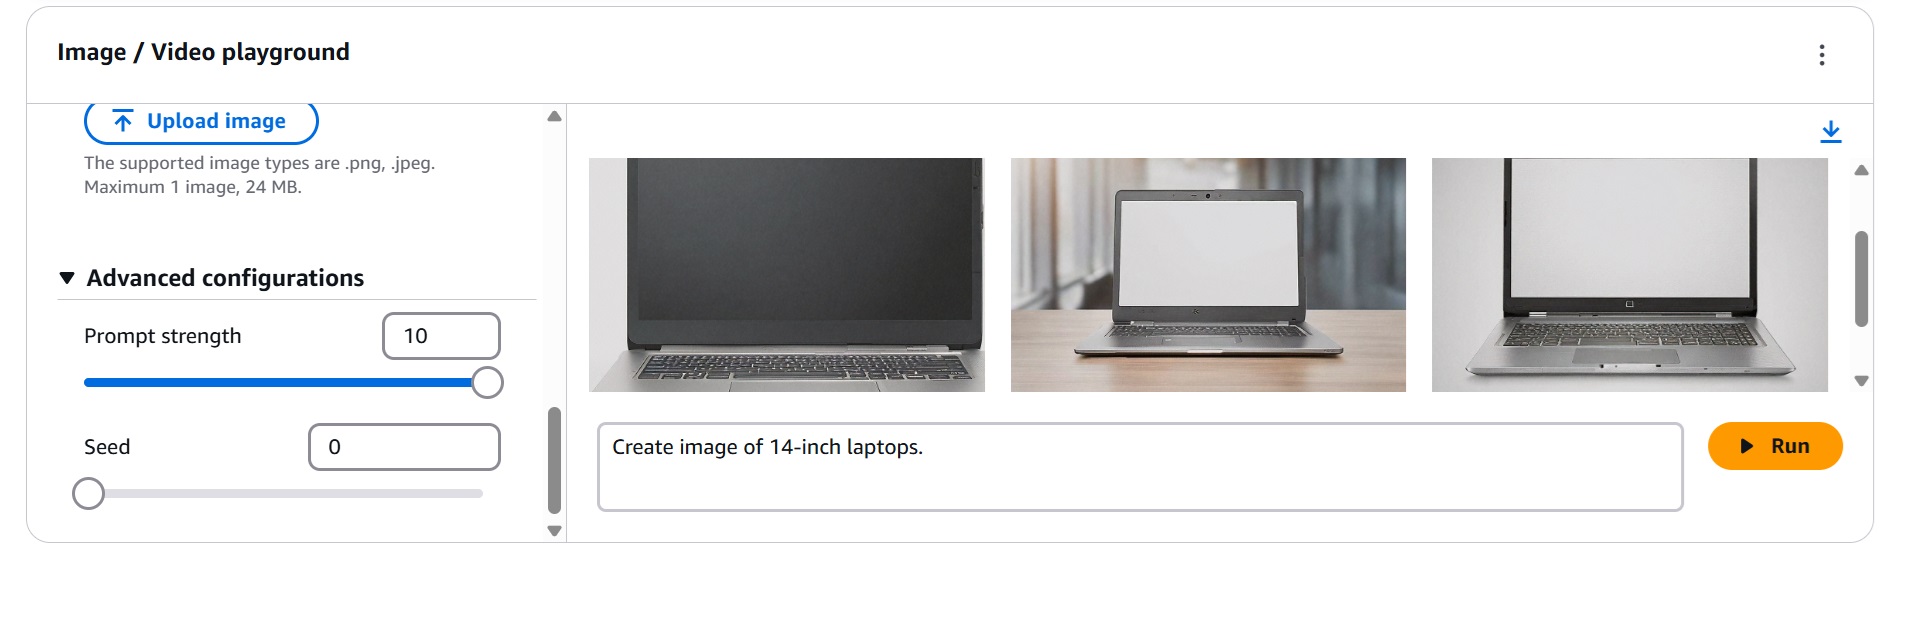 Image / Video playground
Upload image
The supported image types are .png, .jpeg.
Maximum 1 image, 24 MB.
Advanced configurations
Prompt strength
10
Seed
0
Create image of 14-inch laptops.
Run